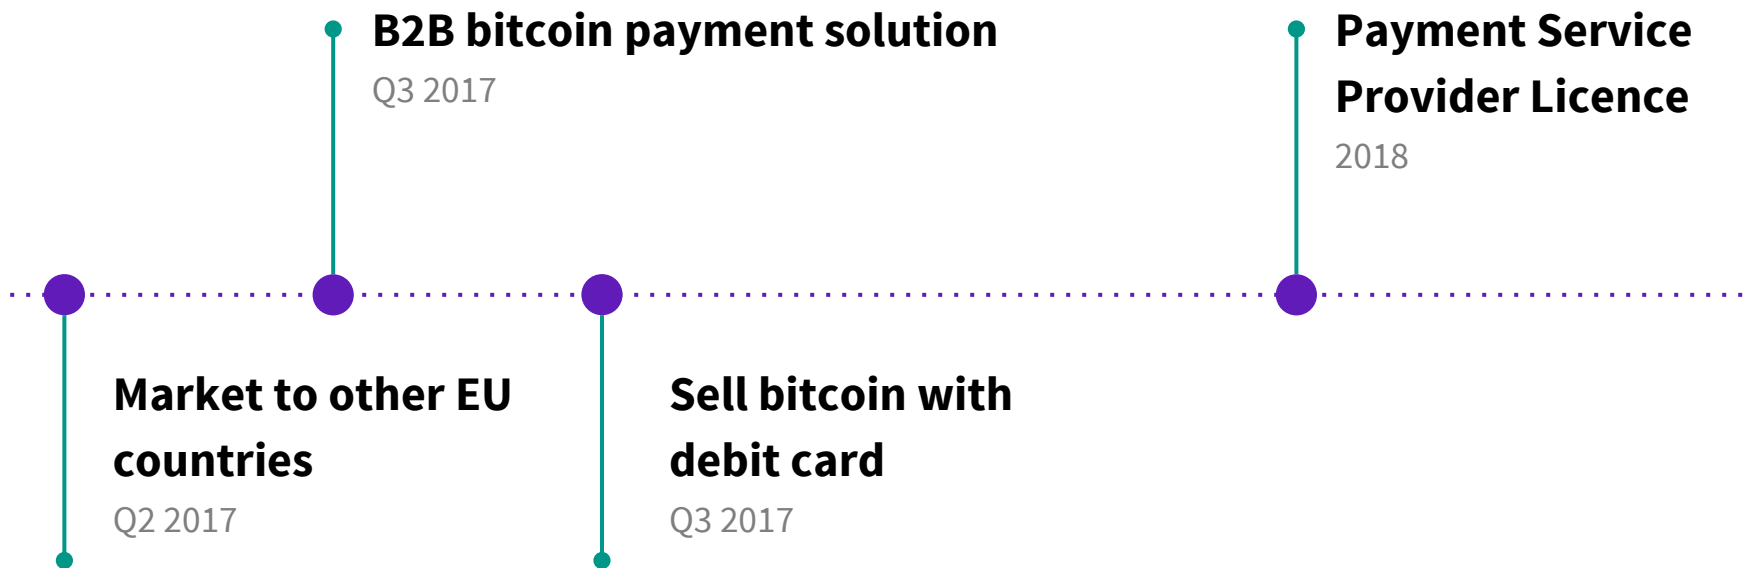 B2B bitcoin payment solution
Q3 2017
Payment Service
Provider Licence
2018
Market to other EU
countries
Q2 2017
Sell bitcoin with
debit card
Q3 2017